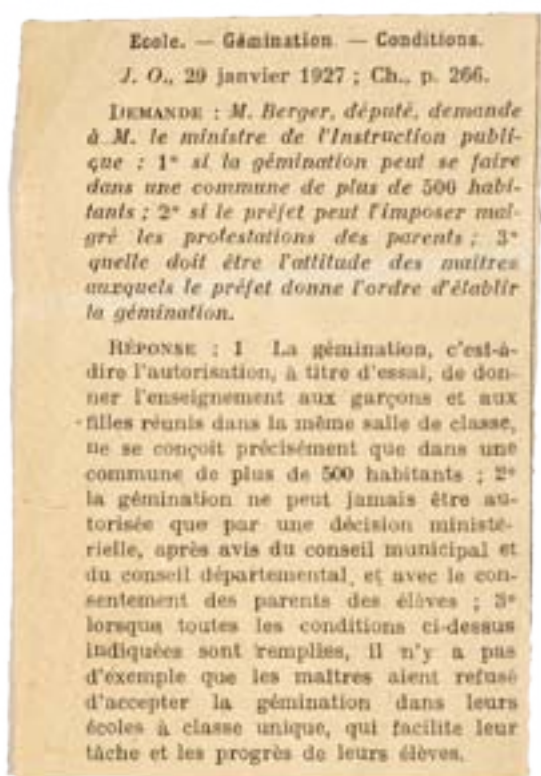 Ecole. — Gémination — Conditions.
J. O., 29 janvier 1927 ; Ch., p. 266.
DEMANDE : M. Berger, député, demande
à M. le ministre de l'Instruction publi-
que : 1° si la gémination peut se faire
dans une commune de plus de 500 habi-
tants ; 2° si le préfet peut l'imposer mal-
gré les protestations des parents ; 3°
quelle doit être l'attitude des maîtres
auxquels le préfet donne l'ordre d'établir
la gémination.
RÉPONSE : 1 La gémination, c'est-à-
dire l'autorisation, à titre d'essai, de don-
ner l'enseignement aux garçons et aux
filles réunis dans la même salle de classe,
ne se conçoit précisément que dans une
commune de plus de 500 habitants ; 2°
la gémination ne peut jamais être au-
torisée que par une décision ministé-
rielle, après avis du conseil municipal et
du conseil départemental, et avec le con-
sentement des parents des élèves ; 3°
lorsque toutes les conditions ci-dessus
indiquées sont remplies, il n'y a pas
d'exemple que les maîtres aient refusé
d'accepter la gémination dans leurs
écoles à classe unique, qui facilite leur
tâche et les progrès de leurs élèves.